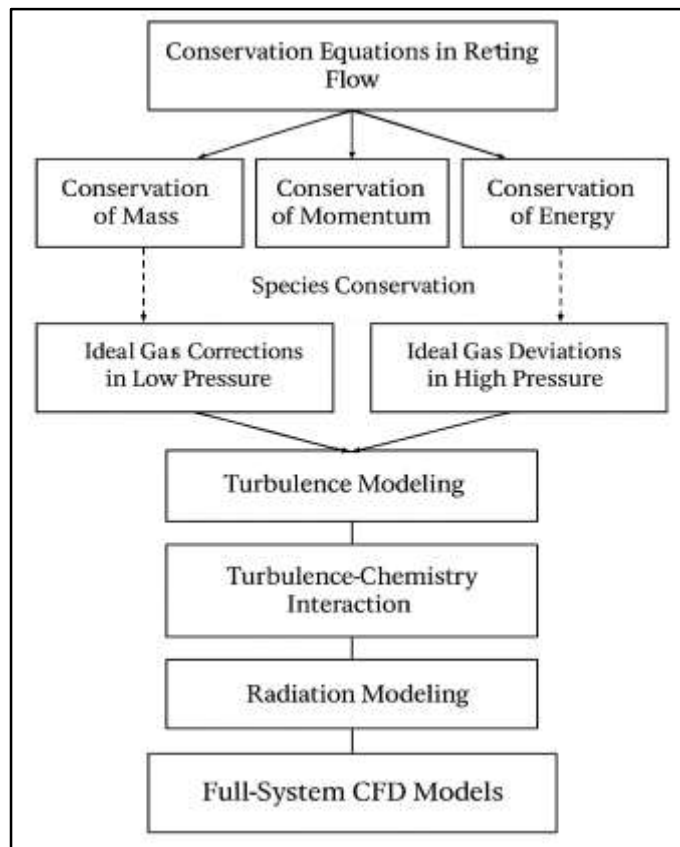 Conservation Equations in Reting
Flow
Conservation
of Mass
Conservation
of Momentum
Conservation
of Energy
Species Conservation
Ideal Gas Corrections
in Low Pressure
Ideal Gas Deviations
in High Pressure
Turbulence Modeling
Turbulence-Chemistry
Interaction
Radiation Modeling
Full-System CFD Models